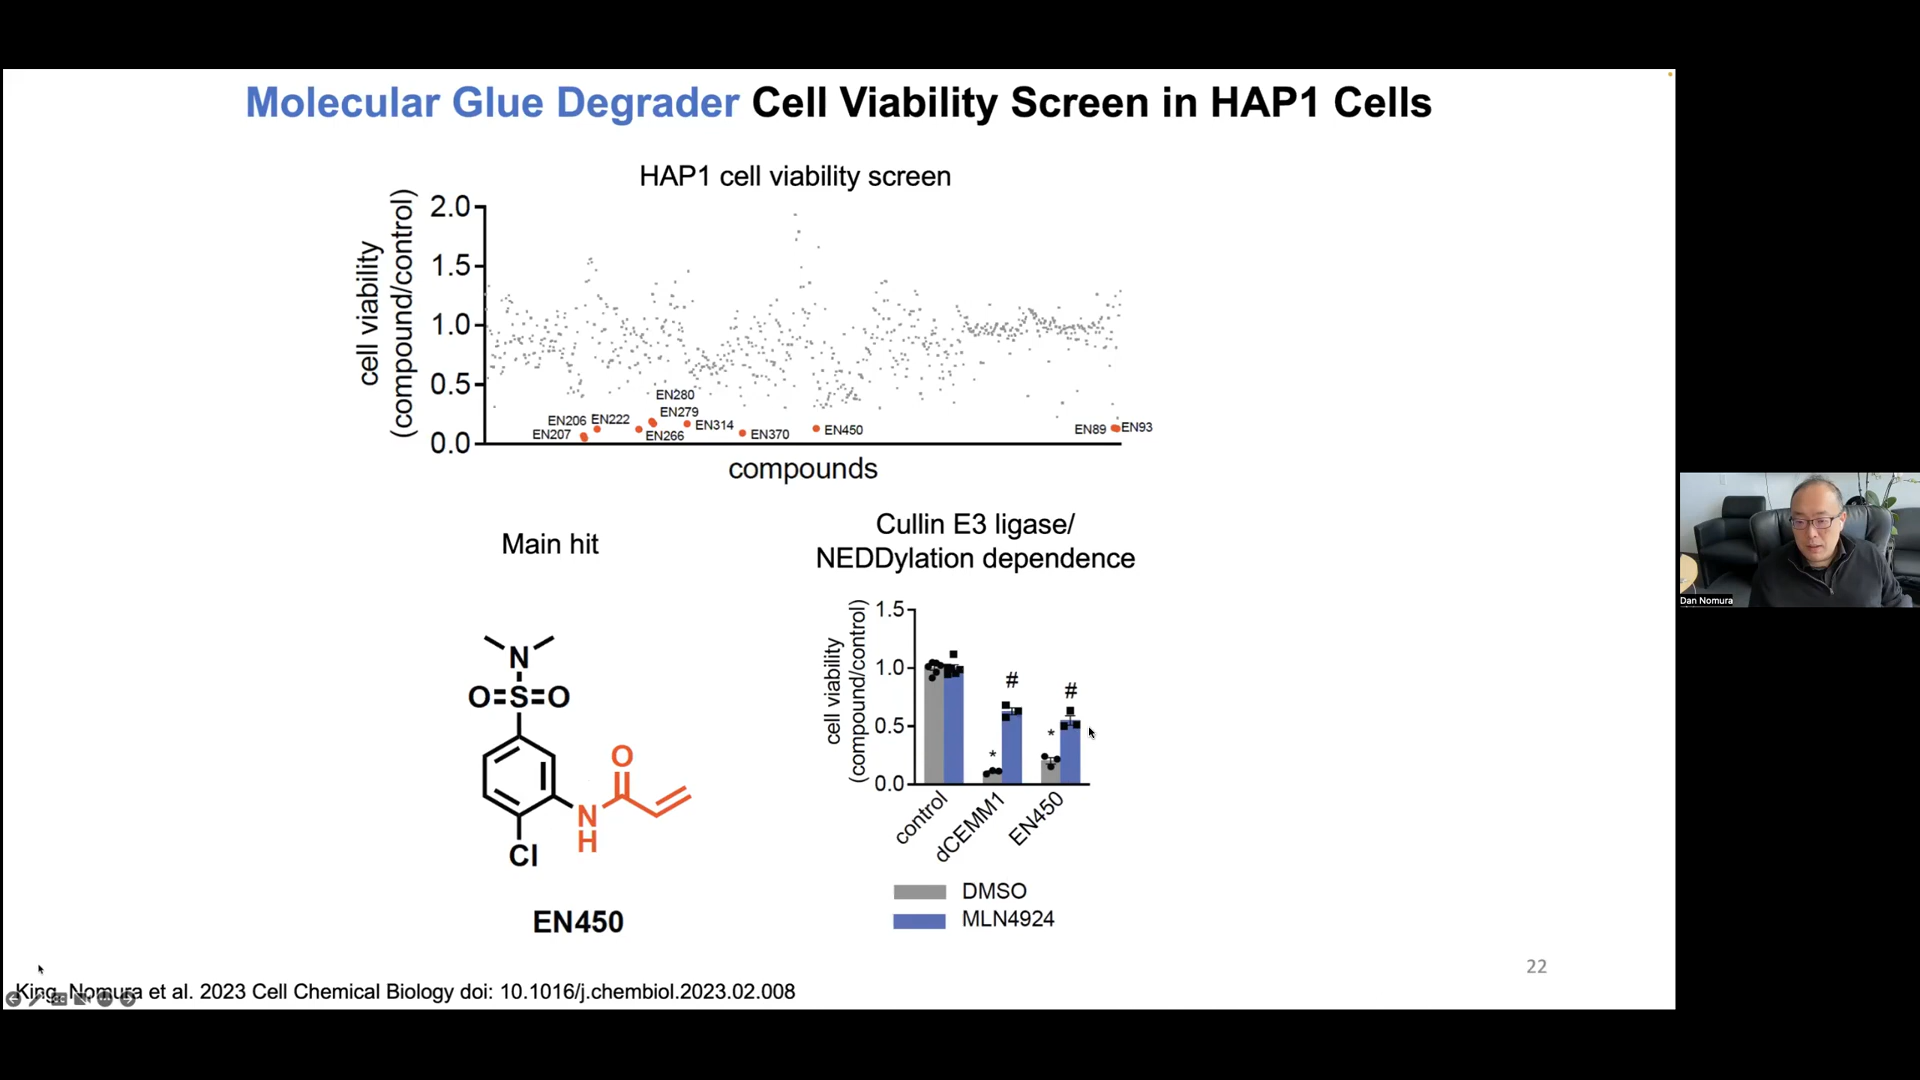 Molecular Glue Degrader Cell Viability Screen in HAP1 Cells
HAP1 cell viability screen
cell viability
(compound/control)
2.0
1.5
1.0
0.5
0.0
EN280
EN279
EN206
EN222
EN207
EN266
EN314
EN370
EN450
EN89
EN93
compounds
Main hit
N
O=S=O
O
N
H
Cl
EN450
Cullin E3 ligase/
NEDDylation dependence
cell viability
(compound/control)
1.5
1.0
0.5
0.0
#
#
*
*
control
dCEMM1
EN450
DMSO
MLN4924
22
King, Nomura et al. 2023 Cell Chemical Biology doi: 10.1016/j.chembiol.2023.02.008
Dan Nomura